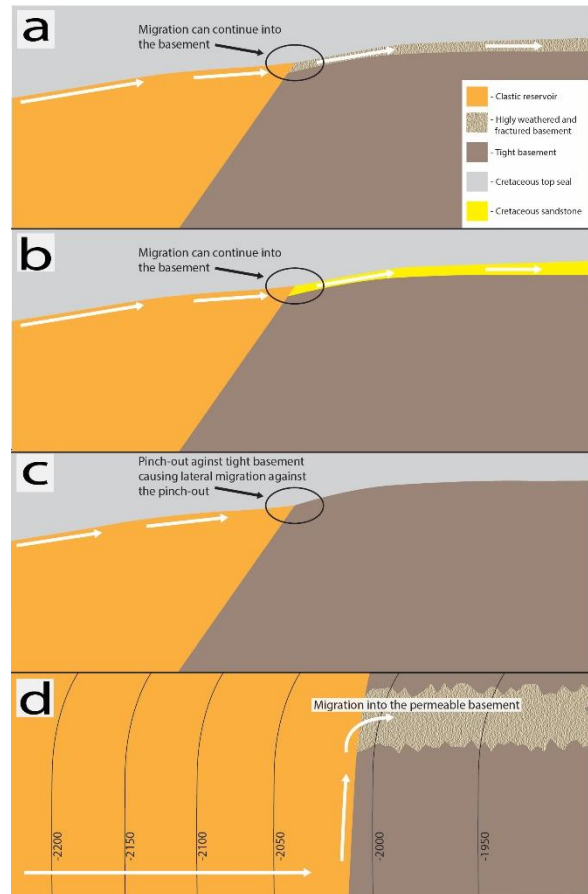 a
Migration can continue into
the basement
- Clastic reservoir
- Higly weathered and
fractured basement
- Tight basement
- Cretaceous top seal
- Cretaceous sandstone
b
Migration can continue into
the basement
c
Pinch-out aginst tight basement
causing lateral migration against
the pinch-out
d
Migration into the permeable basement
-2200
-2150
-2100
-2050
-2000
-1950